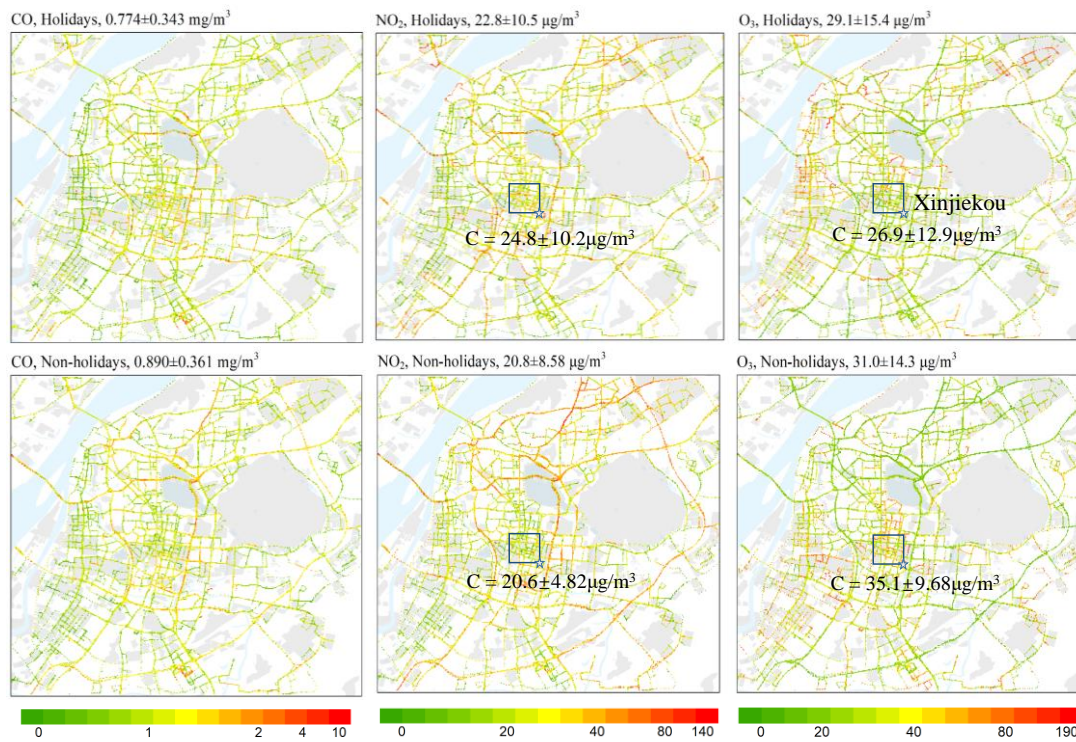 CO, Holidays, 0.774±0.343 mg/m³
NO₂, Holidays, 22.8±10.5 μg/m³
O₃, Holidays, 29.1±15.4 μg/m³
Xinjiekou
C = 24.8±10.2μg/m³
C = 26.9±12.9μg/m³
CO, Non-holidays, 0.890±0.361 mg/m³
NO₂, Non-holidays, 20.8±8.58 μg/m³
O₃, Non-holidays, 31.0±14.3 μg/m³
C = 20.6±4.82μg/m³
C = 35.1±9.68μg/m³
0 1 2 4 10
0 20 40 80 140
0 20 40 80 190